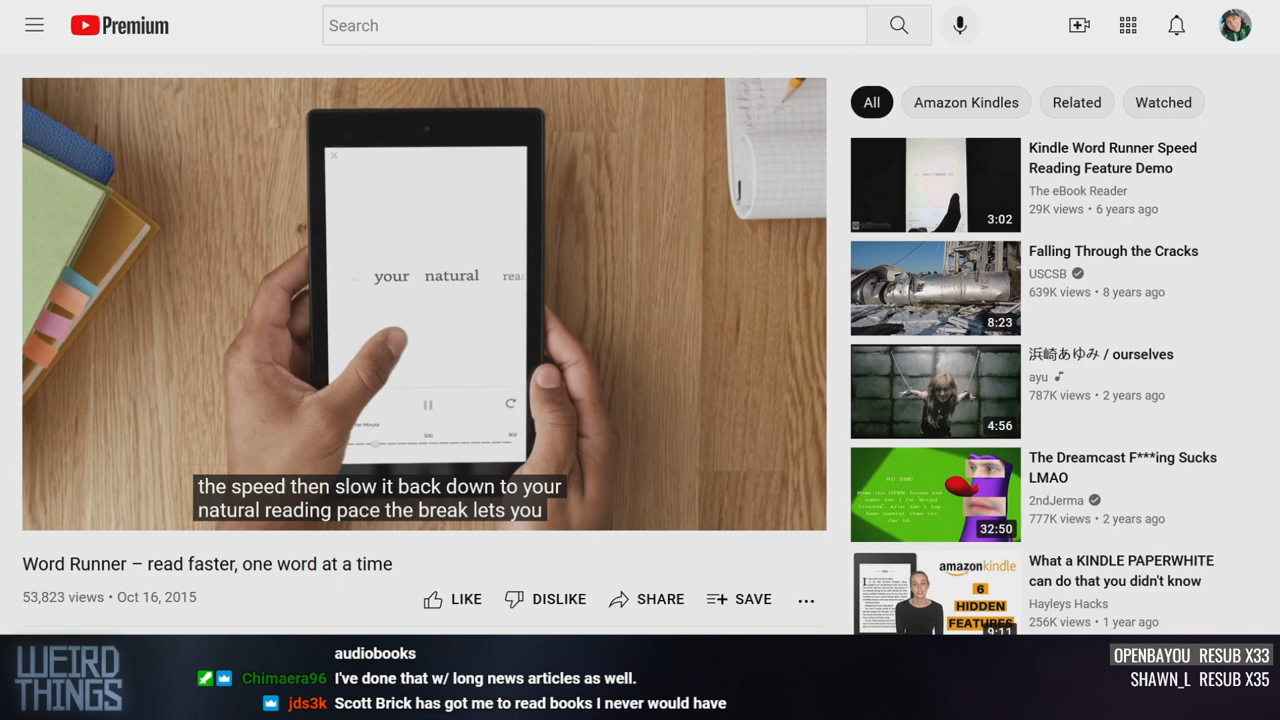 Premium
Search
your natural rea
500
900
the speed then slow it back down to your
natural reading pace the break lets you
Word Runner – read faster, one word at a time
53,823 views • Oct 16, 2015
LIKE
DISLIKE
SHARE
SAVE
All
Amazon Kindles
Related
Watched
3:02
Kindle Word Runner Speed
Reading Feature Demo
The eBook Reader
29K views • 6 years ago
8:23
Falling Through the Cracks
USCSB
639K views • 8 years ago
4:56
浜崎あゆみ / ourselves
ayu
787K views • 2 years ago
NO DISC
32:50
The Dreamcast F***ing Sucks
LMAO
2ndJerma
777K views • 2 years ago
amazonkindle
6
HIDDEN
FEATURES
9:11
What a KINDLE PAPERWHITE
can do that you didn't know
Hayleys Hacks
256K views • 1 year ago
WEIRD
THINGS
audiobooks
Chimaera96 I've done that w/ long news articles as well.
jds3k Scott Brick has got me to read books I never would have
OPENBAYOU RESUB X33
SHAWN_L RESUB X35